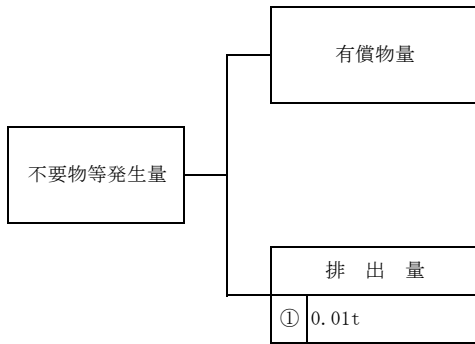 有償物量
不要物等発生量
排 出 量
① 0.01t